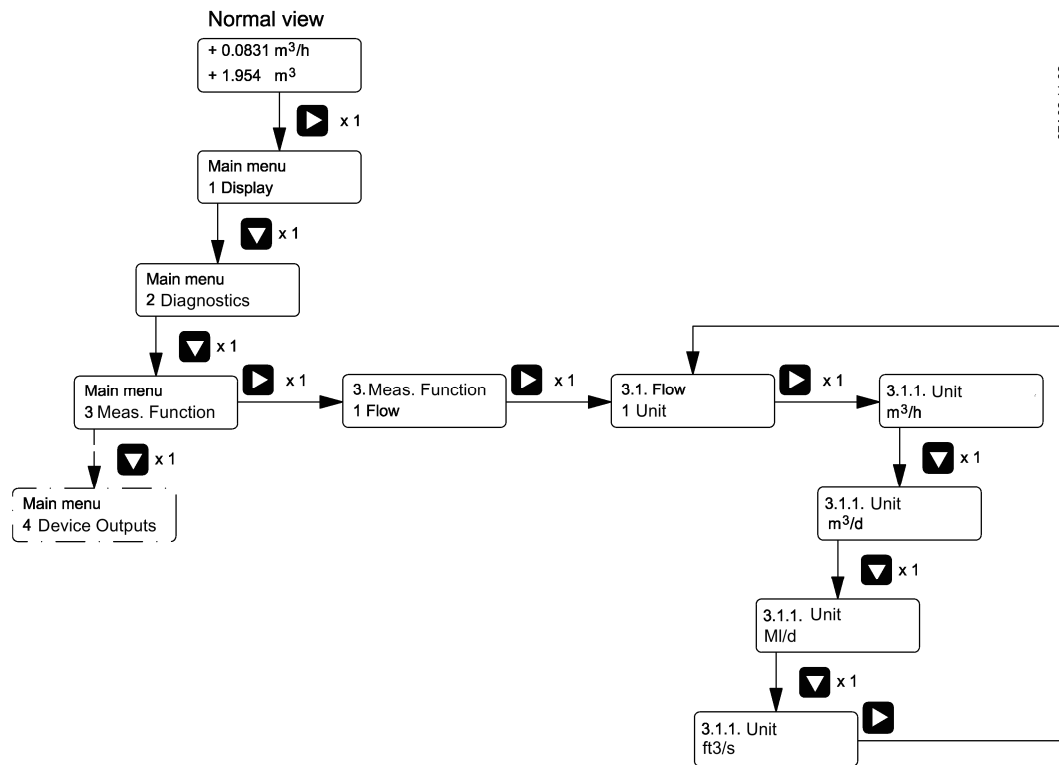 Normal view
+ 0.0831 m³/h
+ 1.954 m³
x 1
Main menu
1 Display
x 1
Main menu
2 Diagnostics
x 1
Main menu
3 Meas. Function
x 1
3. Meas. Function
1 Flow
x 1
3.1. Flow
1 Unit
x 1
3.1.1. Unit
m³/h
x 1
Main menu
4 Device Outputs
x 1
3.1.1. Unit
m³/d
x 1
3.1.1. Unit
Ml/d
x 1
3.1.1. Unit
ft3/s